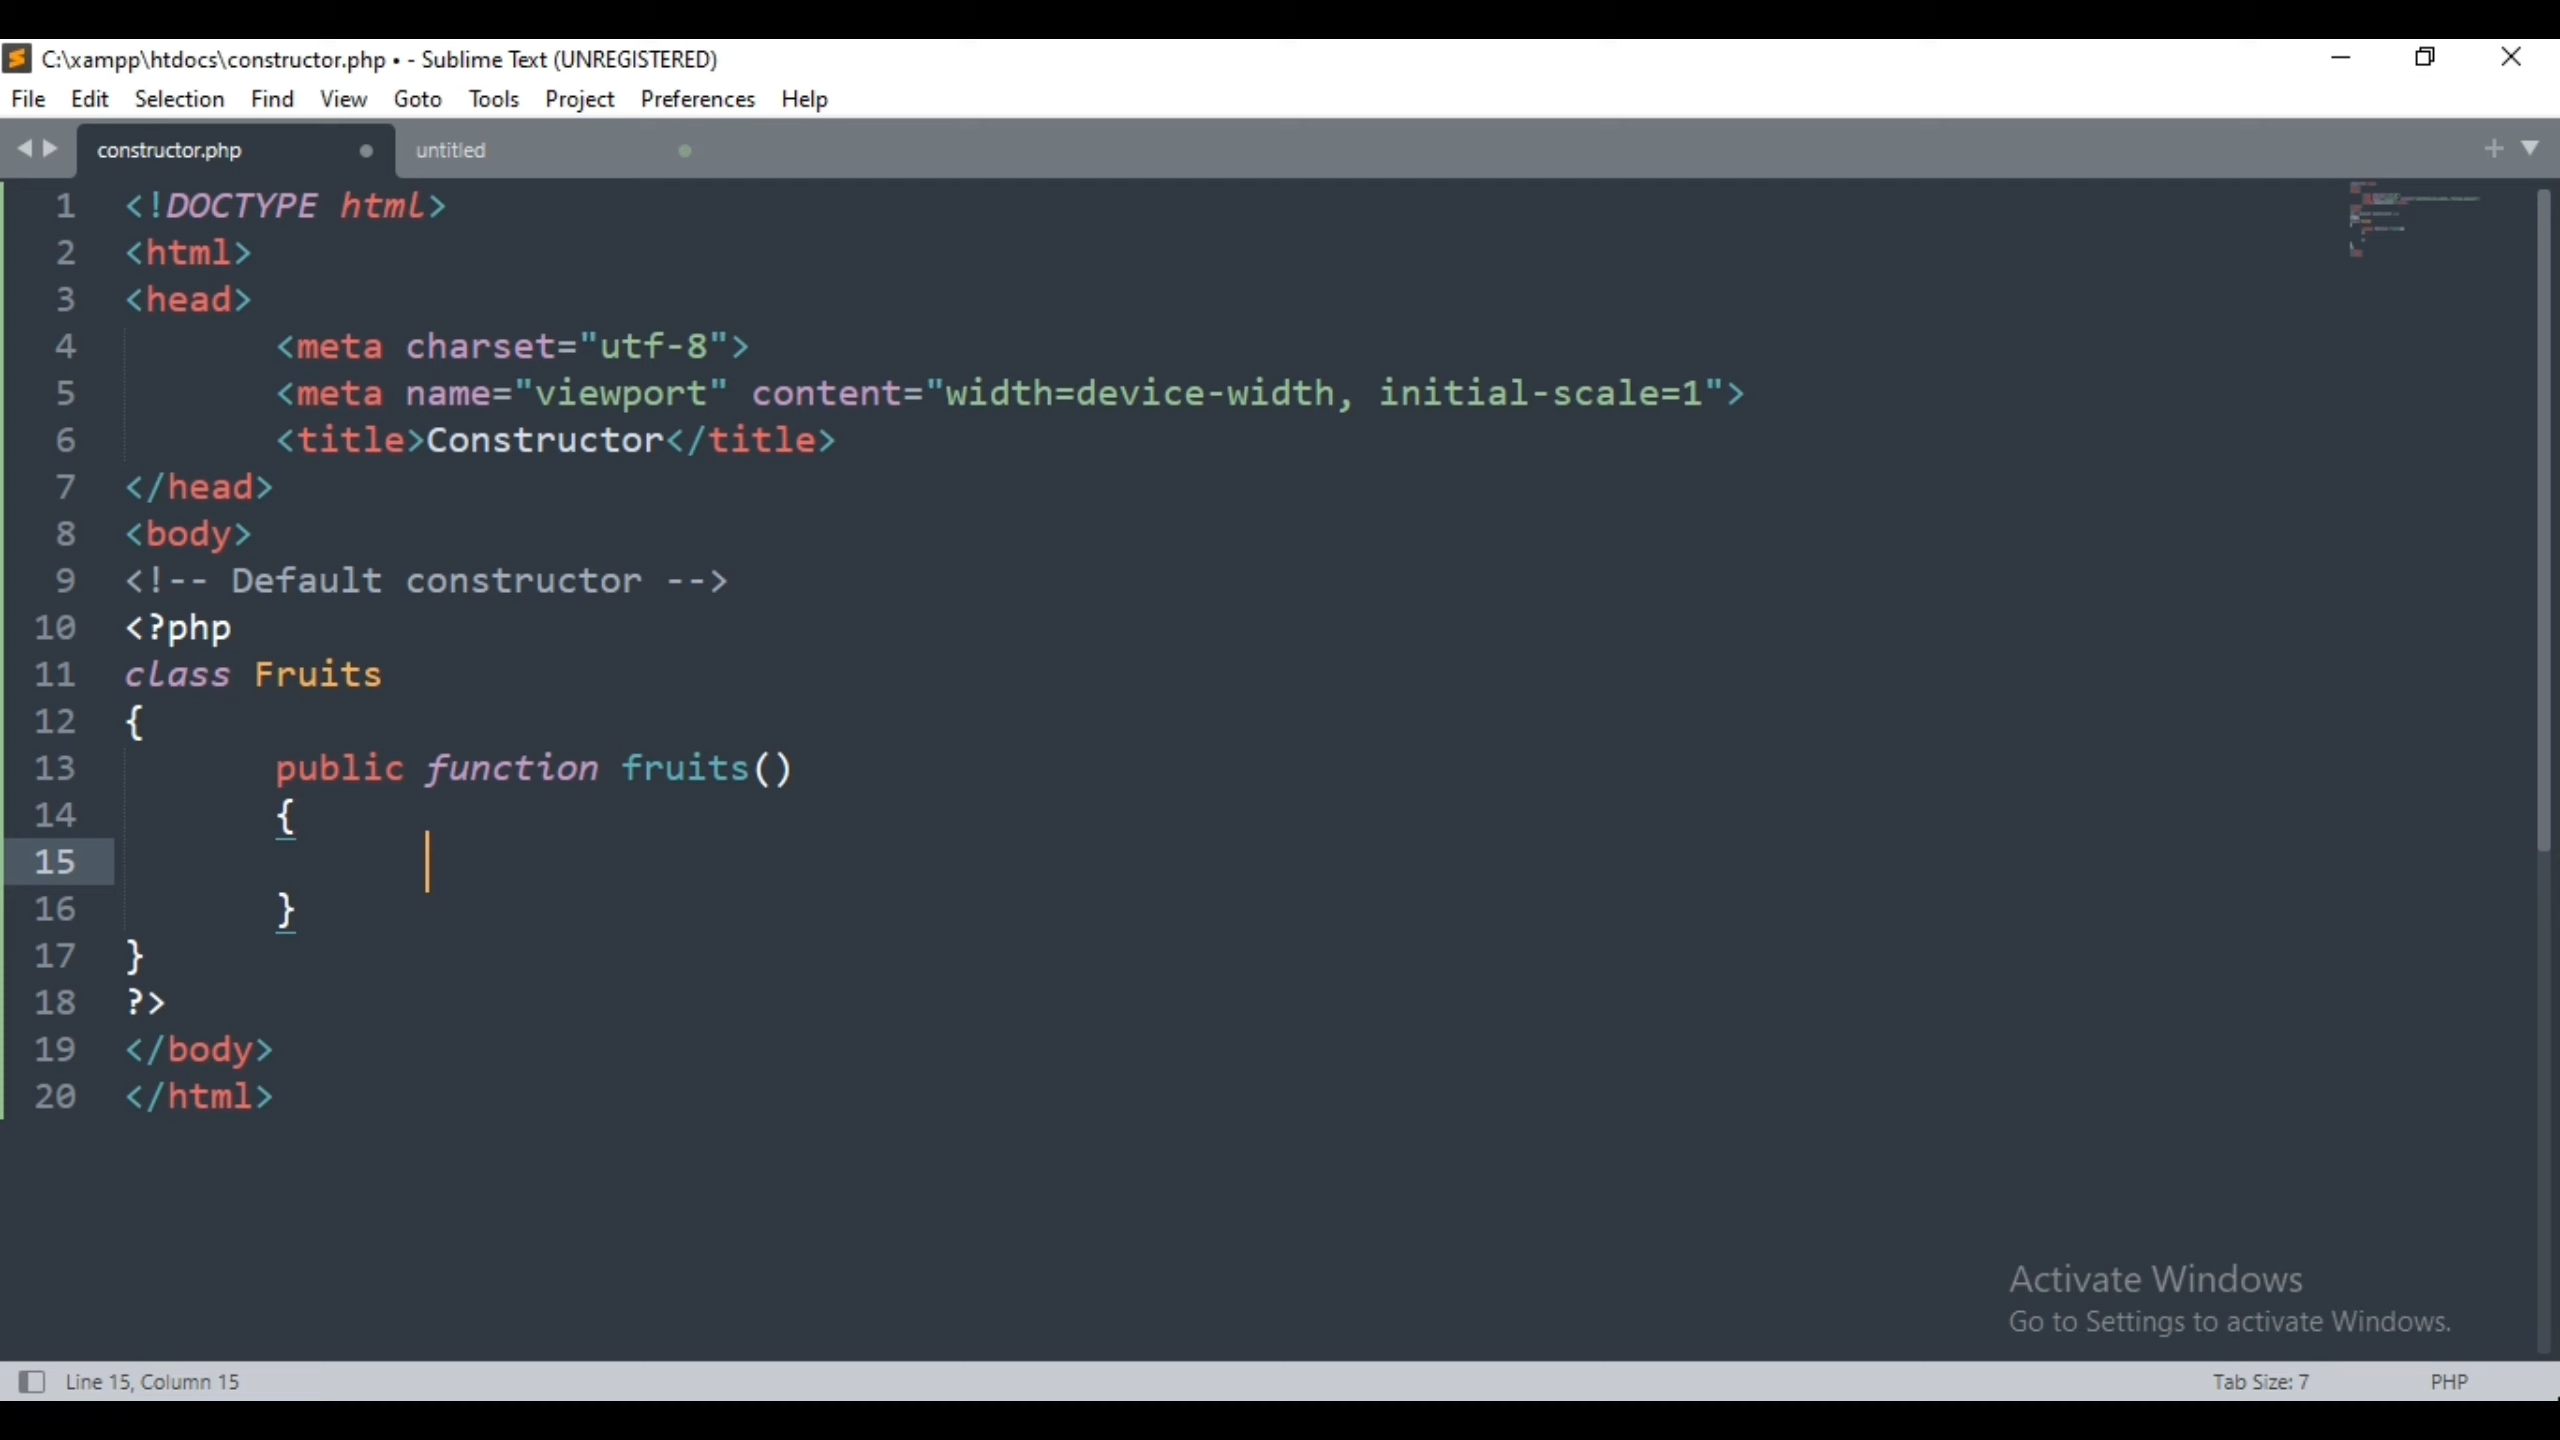 C:\xampp\htdocs\constructor.php • - Sublime Text (UNREGISTERED)
File Edit Selection Find View Goto Tools Project Preferences Help
constructor.php untitled
1 <!DOCTYPE html>
2 <html>
3 <head>
4 <meta charset="utf-8">
5 <meta name="viewport" content="width=device-width, initial-scale=1">
6 <title>Constructor</title>
7 </head>
8 <body>
9 <!-- Default constructor -->
10 <?php
11 class Fruits
12 {
13 public function fruits()
14 {
15
16 }
17 }
18 ?>
19 </body>
20 </html>
Activate Windows
Go to Settings to activate Windows.
Line 15, Column 15 Tab Size: 7 PHP